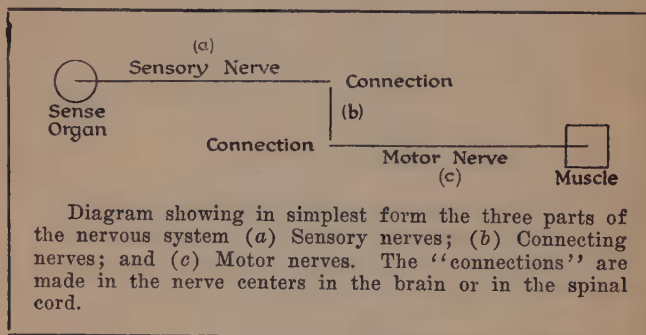 (a)
Sensory Nerve
Connection
Sense
Organ
(b)
Connection
Motor Nerve
(c)
Muscle
Diagram showing in simplest form the three parts of
the nervous system (a) Sensory nerves; (b) Connecting
nerves; and (c) Motor nerves. The “connections” are
made in the nerve centers in the brain or in the spinal
cord.